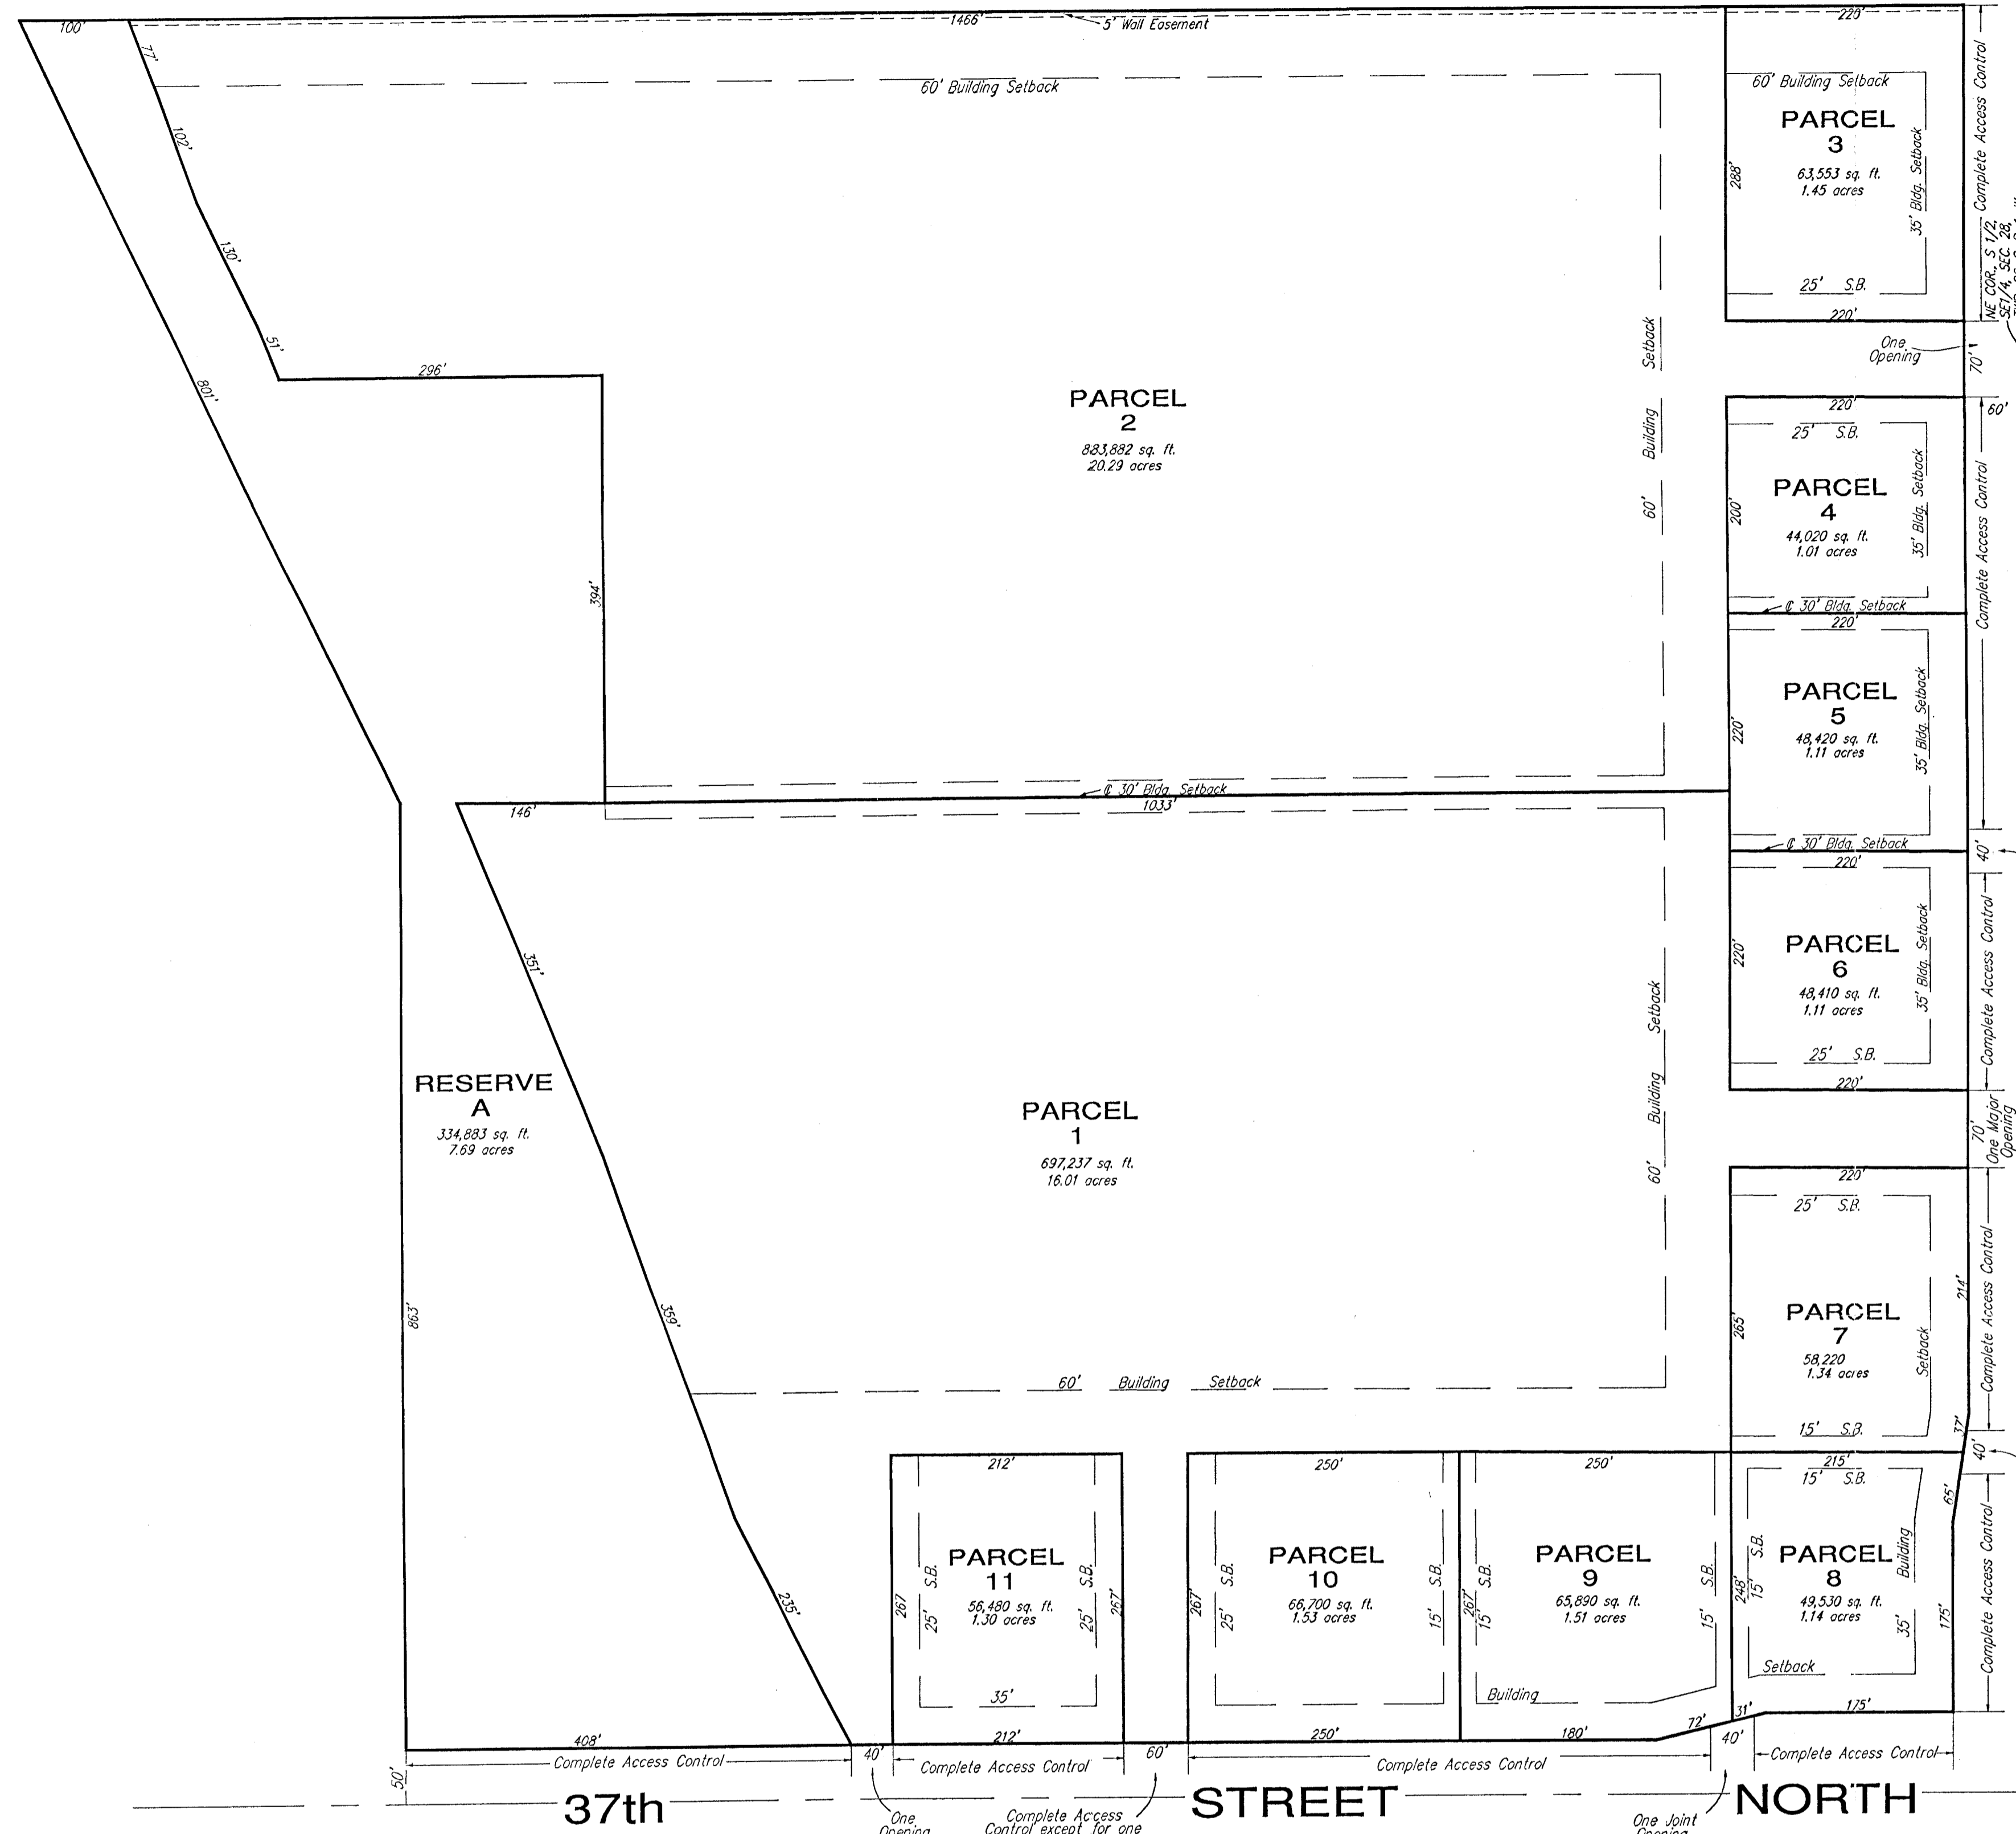 100'
1466'
5' Wall Easement
220'
77'
60' Building Setback
102'
130'
51'
296'
801'
394'
PARCEL
2
883,882 sq. ft.
20.29 acres
60' Building Setback
60' Building Setback
PARCEL
3
63,553 sq. ft.
1.45 acres
288'
35' Bldg. Setback
25' S.B.
220'
Complete Access Control
NE COR., S 1/2,
SE1/4, SEC. 28,
One
Opening
70'
60'
220'
25' S.B.
PARCEL
4
44,020 sq. ft.
1.01 acres
200'
35' Bldg. Setback
Complete Access Control
℄ 30' Bldg. Setback
220'
PARCEL
5
48,420 sq. ft.
1.11 acres
220'
35' Bldg. Setback
℄ 30' Bldg. Setback
40'
220'
PARCEL
6
48,410 sq. ft.
1.11 acres
220'
35' Bldg. Setback
25' S.B.
220'
Complete Access Control
70'
One Major
Opening
146'
℄ 30' Bldg. Setback
1033'
351'
RESERVE
A
334,883 sq. ft.
7.69 acres
863'
359'
235'
PARCEL
1
697,237 sq. ft.
16.01 acres
60' Building Setback
60' Building Setback
220'
25' S.B.
PARCEL
7
58,220
1.34 acres
265'
Setback
214'
15' S.B.
37'
Complete Access Control
40'
212'
PARCEL
11
56,480 sq. ft.
1.30 acres
267
25' S.B.
25' S.B.
267'
35'
212'
250'
PARCEL
10
66,700 sq. ft.
1.53 acres
267'
25' S.B.
15' S.B.
250'
250'
PARCEL
9
65,890 sq. ft.
1.51 acres
267'
15' S.B.
15' S.B.
Building
180'
72'
215'
15' S.B.
PARCEL
8
49,530 sq. ft.
1.14 acres
248'
15' S.B.
35' Building
Setback
65'
175'
31'
175'
Complete Access Control
408'
Complete Access Control
50'
40'
Complete Access Control
60'
Complete Access Control
40'
Complete Access Control
37th STREET NORTH
One
Opening
Complete Access
Control except for one
One Joint
Opening